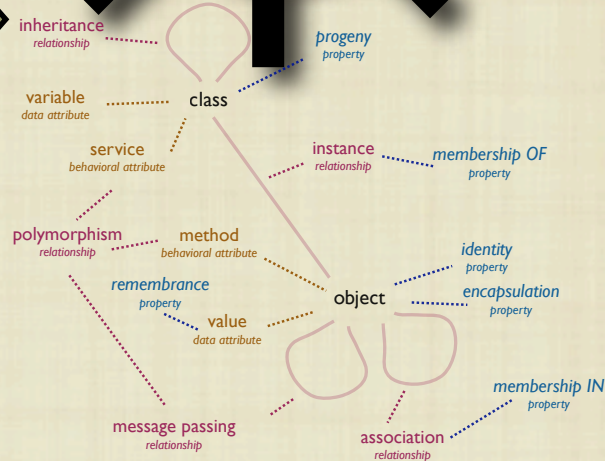 inheritance
relationship
progeny
property
variable
data attribute
class
service
behavioral attribute
instance
relationship
membership OF
property
polymorphism
relationship
method
behavioral attribute
identity
property
remembrance
property
object
encapsulation
property
value
data attribute
membership IN
property
message passing
relationship
association
relationship